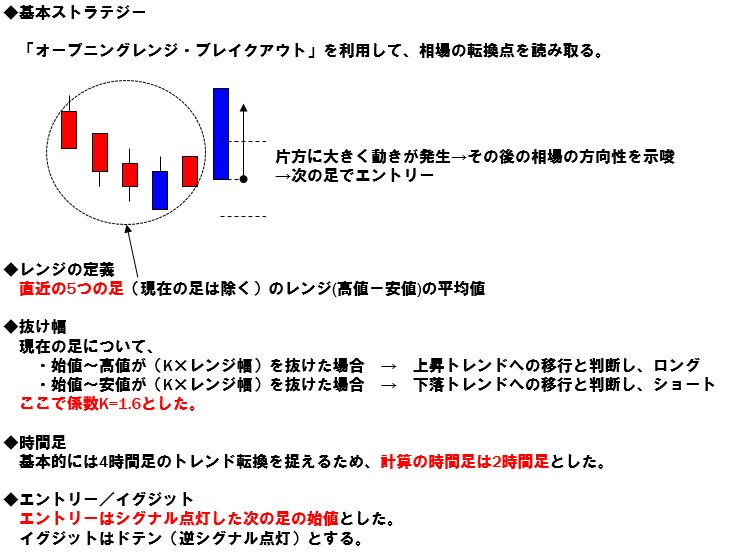 ◆基本ストラテジー
「オープニングレンジ・ブレイクアウト」を利用して、相場の転換点を読み取る。
片方に大きく動きが発生→その後の相場の方向性を示唆
→次の足でエントリー
◆レンジの定義
直近の5つの足（現在の足は除く）のレンジ(高値－安値)の平均値
◆抜け幅
現在の足について、
・始値～高値が（K×レンジ幅）を抜けた場合　→　上昇トレンドへの移行と判断し、ロング
・始値～安値が（K×レンジ幅）を抜けた場合　→　下落トレンドへの移行と判断し、ショート
ここで係数K=1.6とした。
◆時間足
基本的には4時間足のトレンド転換を捉えるため、計算の時間足は2時間足とした。
◆エントリー／イグジット
エントリーはシグナル点灯した次の足の始値とした。
イグジットはドテン（逆シグナル点灯）とする。